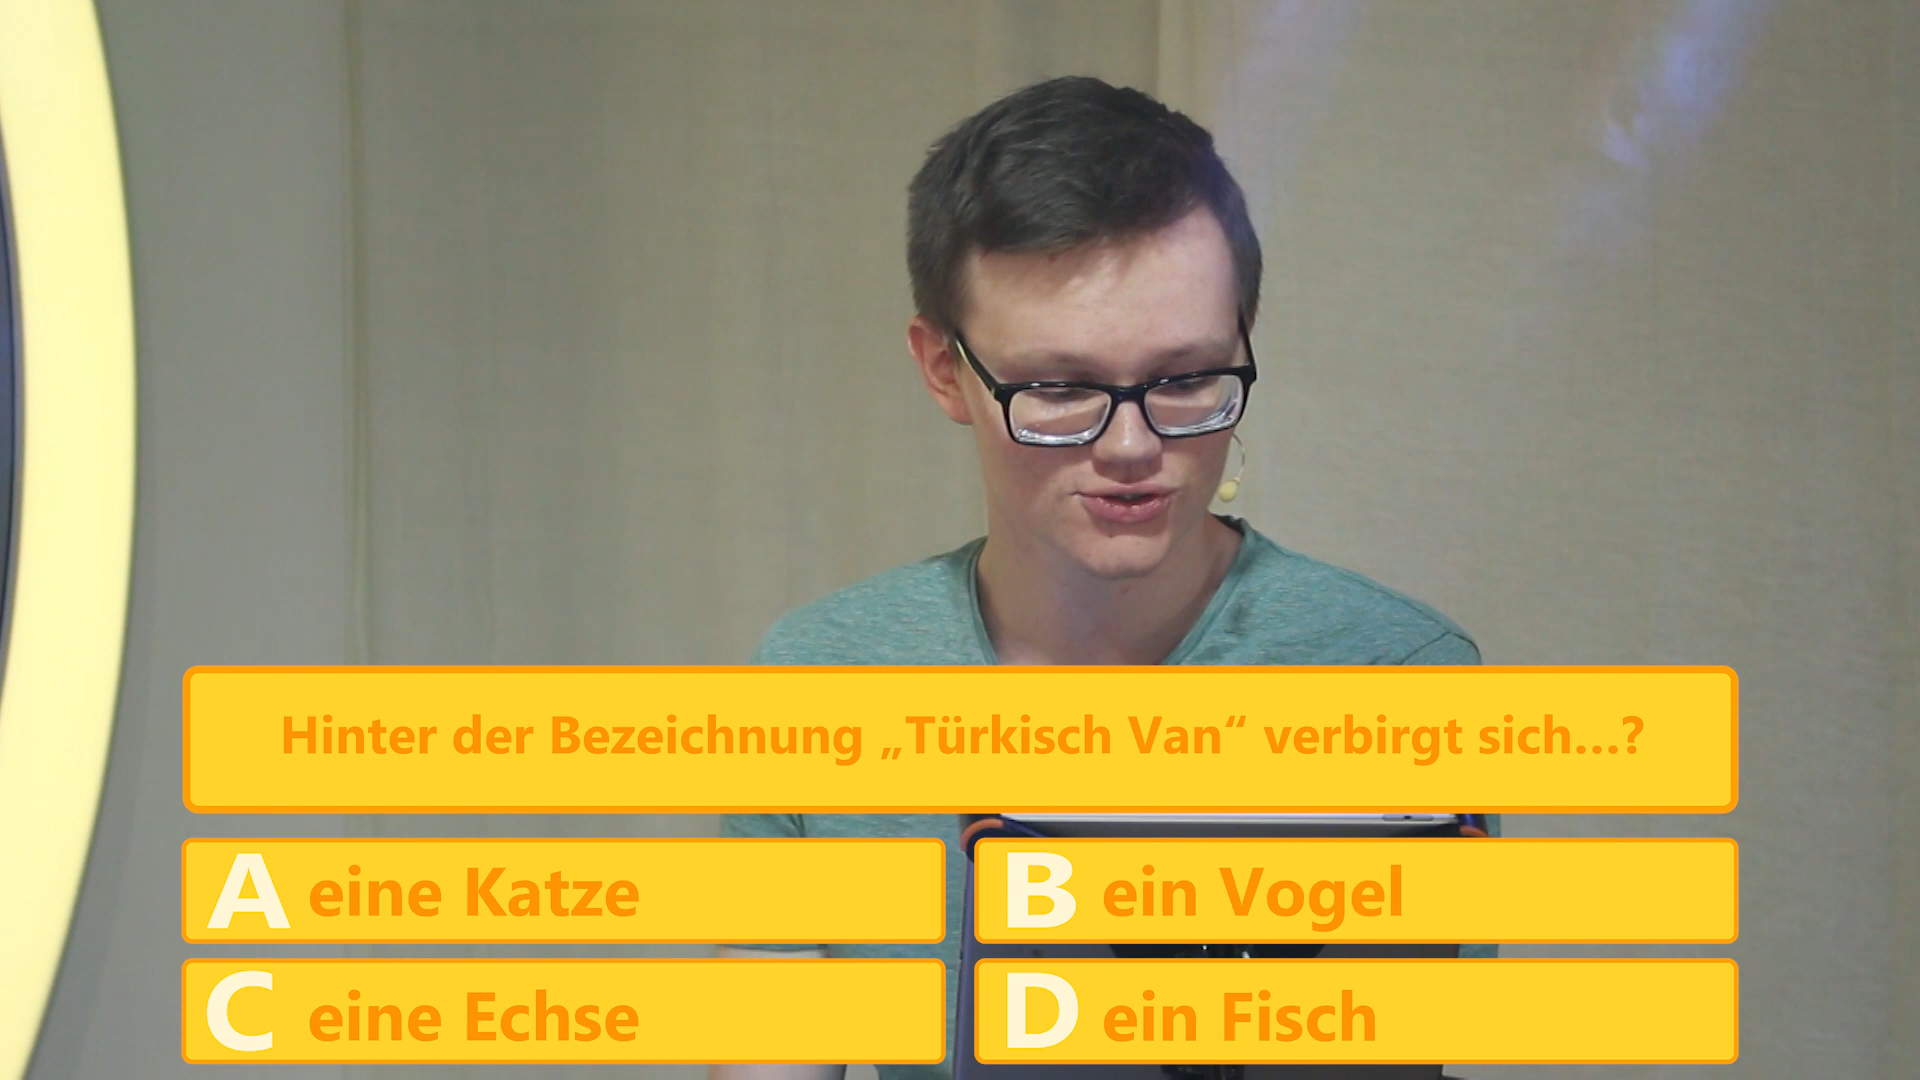 Hinter der Bezeichnung „Türkisch Van“ verbirgt sich...?
A eine Katze
B ein Vogel
C eine Echse
D ein Fisch